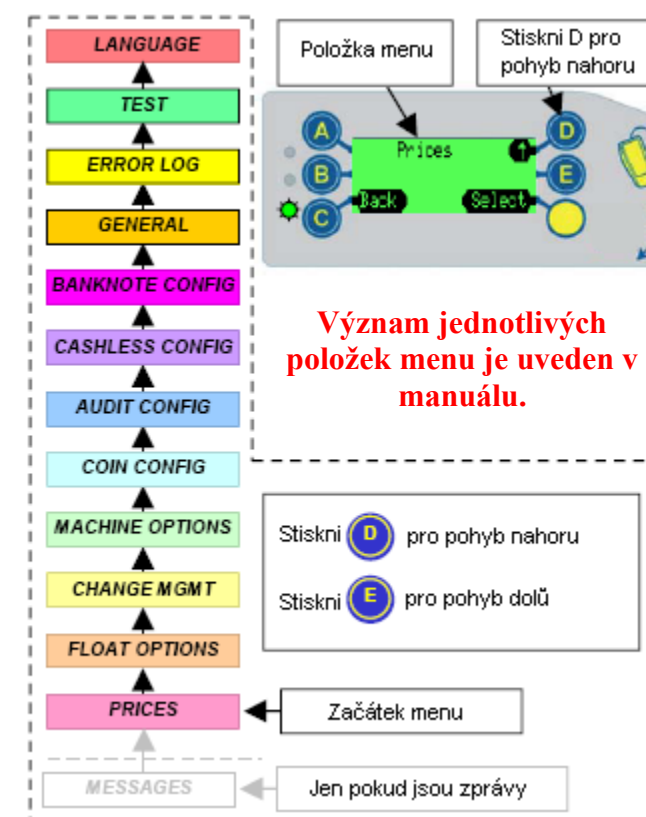 LANGUAGE
TEST
ERROR LOG
GENERAL
BANKNOTE CONFIG
CASHLESS CONFIG
AUDIT CONFIG
COIN CONFIG
MACHINE OPTIONS
CHANGE MGMT
FLOAT OPTIONS
PRICES
MESSAGES
Položka menu
Stiskni D pro
pohyb nahoru
A
B
C
Prices
Back
Select
D
E
Význam jednotlivých
položek menu je uveden v
manuálu.
Stiskni D pro pohyb nahoru
Stiskni E pro pohyb dolů
Začátek menu
Jen pokud jsou zprávy